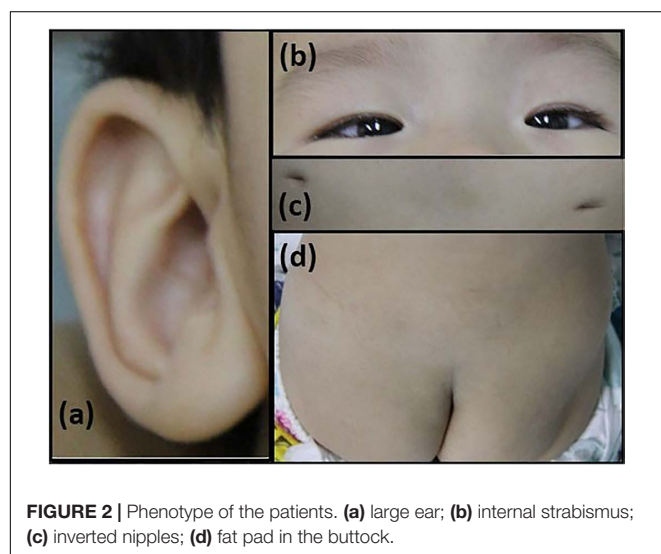 (a)
(b)
(c)
(d)
FIGURE 2 | Phenotype of the patients. (a) large ear; (b) internal strabismus;
(c) inverted nipples; (d) fat pad in the buttock.